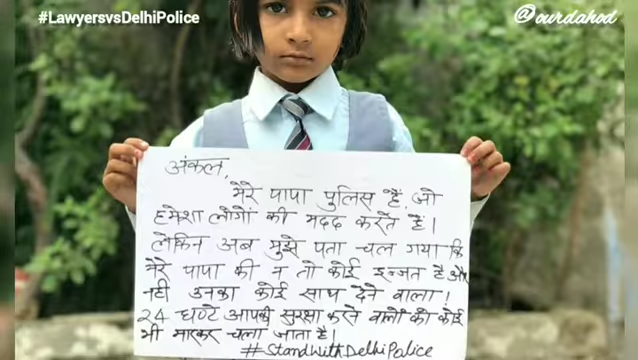 #LawyersvsDelhiPolice
@ourdahod
अंकल,
मेरे पापा पुलिस हैं, जो
हमेशा लोगों की मदद करते हैं।
लेकिन अब मुझे पता चल गया कि
मेरे पापा की न तो कोई इज्जत है और
नही उनका कोई साथ देने वाला!
24 घण्टे आपकी सुरक्षा करने वालों को कोई
भी मारकर चला जाता है।
#StandWithDelhiPolice